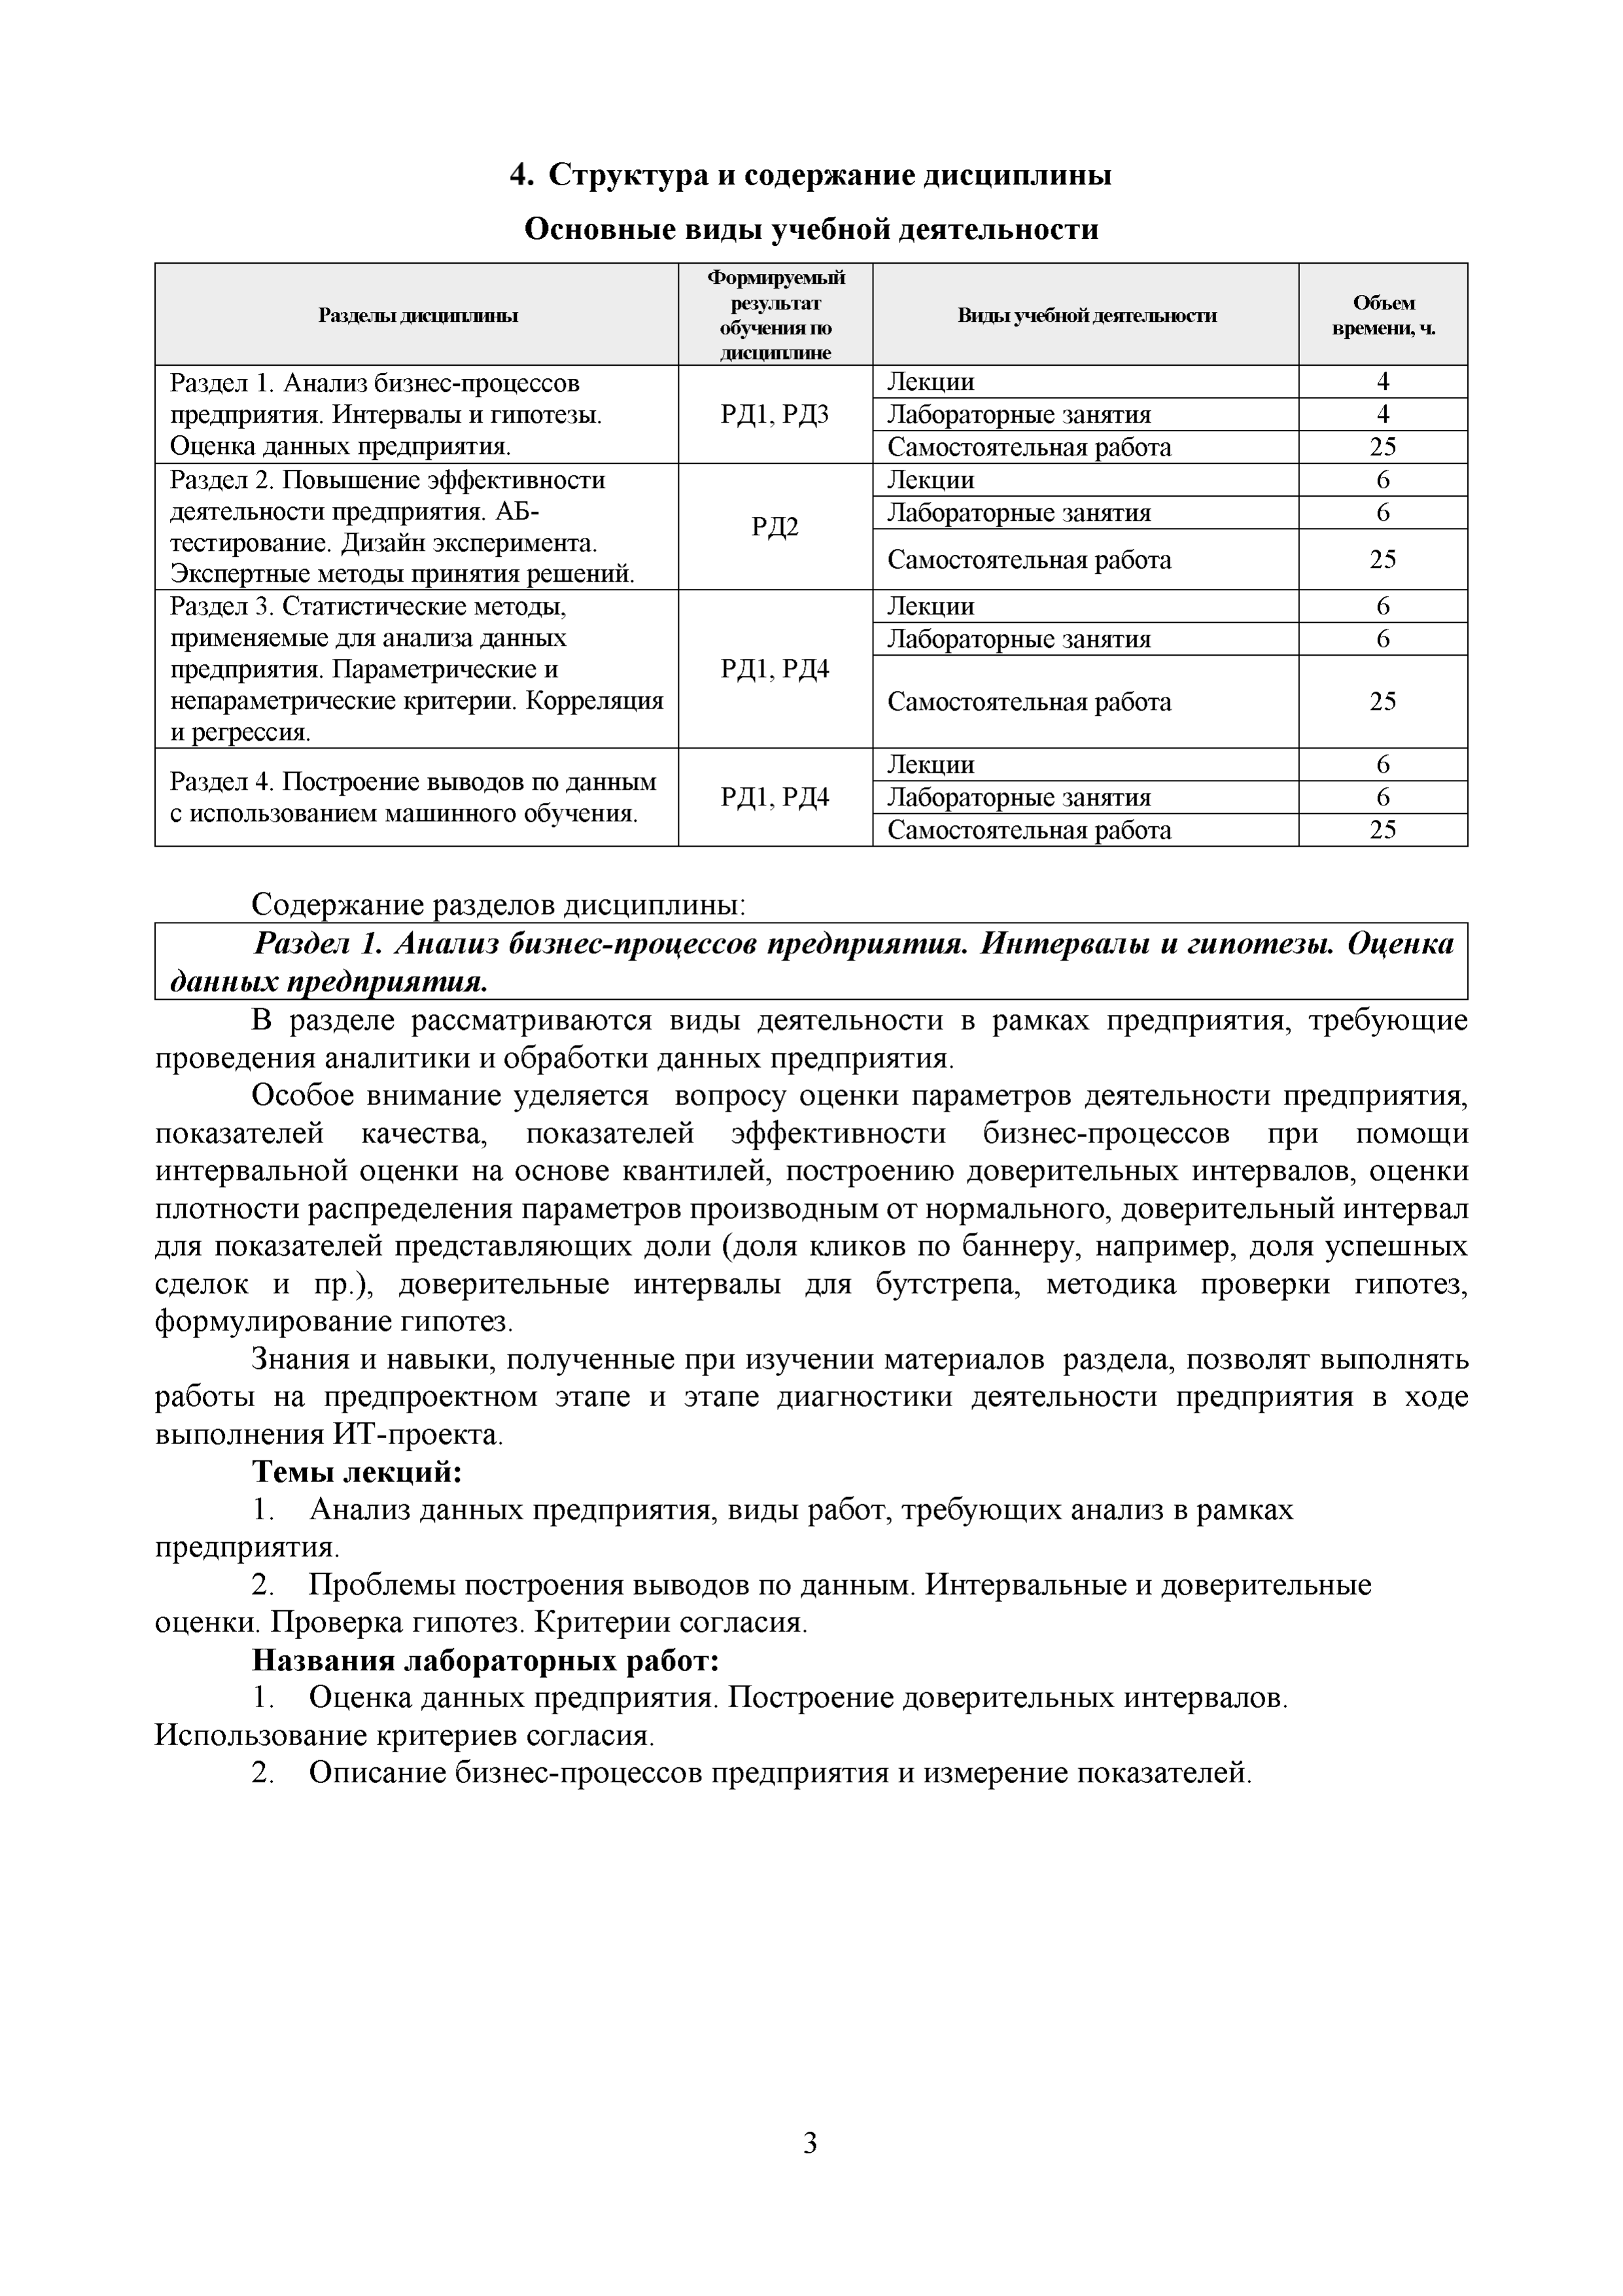 4. Структура и содержание дисциплины
Основные виды учебной деятельности
Разделы дисциплины
Формируемый
результат
обучения по
дисциплине
Виды учебной деятельности
Объем
времени, ч.
Раздел 1. Анализ бизнес-процессов
предприятия. Интервалы и гипотезы.
Оценка данных предприятия.
РД1, РД3
Лекции
4
Лабораторные занятия
4
Самостоятельная работа
25
Раздел 2. Повышение эффективности
деятельности предприятия. АБ-
тестирование. Дизайн эксперимента.
Экспертные методы принятия решений.
РД2
Лекции
6
Лабораторные занятия
6
Самостоятельная работа
25
Раздел 3. Статистические методы,
применяемые для анализа данных
предприятия. Параметрические и
непараметрические критерии. Корреляция
и регрессия.
РД1, РД4
Лекции
6
Лабораторные занятия
6
Самостоятельная работа
25
Раздел 4. Построение выводов по данным
с использованием машинного обучения.
РД1, РД4
Лекции
6
Лабораторные занятия
6
Самостоятельная работа
25
Содержание разделов дисциплины:
Раздел 1. Анализ бизнес-процессов предприятия. Интервалы и гипотезы. Оценка
данных предприятия.
В разделе рассматриваются виды деятельности в рамках предприятия, требующие
проведения аналитики и обработки данных предприятия.
Особое внимание уделяется вопросу оценки параметров деятельности предприятия,
показателей качества, показателей эффективности бизнес-процессов при помощи
интервальной оценки на основе квантилей, построению доверительных интервалов, оценки
плотности распределения параметров производным от нормального, доверительный интервал
для показателей представляющих доли (доля кликов по баннеру, например, доля успешных
сделок и пр.), доверительные интервалы для бутстрепа, методика проверки гипотез,
формулирование гипотез.
Знания и навыки, полученные при изучении материалов раздела, позволят выполнять
работы на предпроектном этапе и этапе диагностики деятельности предприятия в ходе
выполнения ИТ-проекта.
Темы лекций:
1. Анализ данных предприятия, виды работ, требующих анализ в рамках
предприятия.
2. Проблемы построения выводов по данным. Интервальные и доверительные
оценки. Проверка гипотез. Критерии согласия.
Названия лабораторных работ:
1. Оценка данных предприятия. Построение доверительных интервалов.
Использование критериев согласия.
2. Описание бизнес-процессов предприятия и измерение показателей.
3